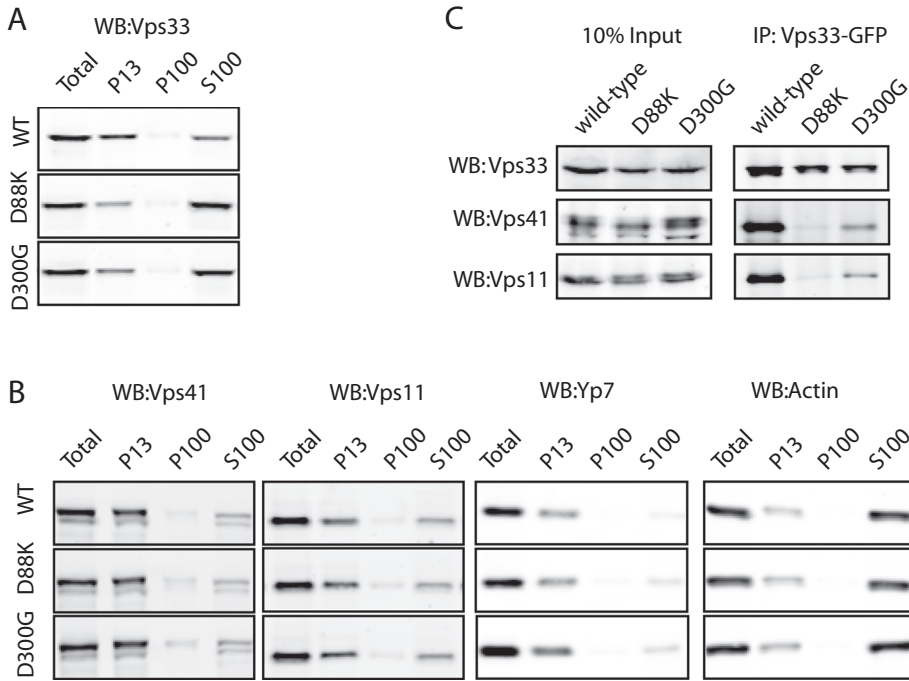 A
WB:Vps33
Total P13 P100 S100
WT
D88K
D300G
C
10% Input IP: Vps33-GFP
wild-type D88K D300G wild-type D88K D300G
WB:Vps33
WB:Vps41
WB:Vps11
B
WB:Vps41 WB:Vps11 WB:Yp7 WB:Actin
Total P13 P100 S100 Total P13 P100 S100 Total P13 P100 S100 Total P13 P100 S100
WT
D88K
D300G